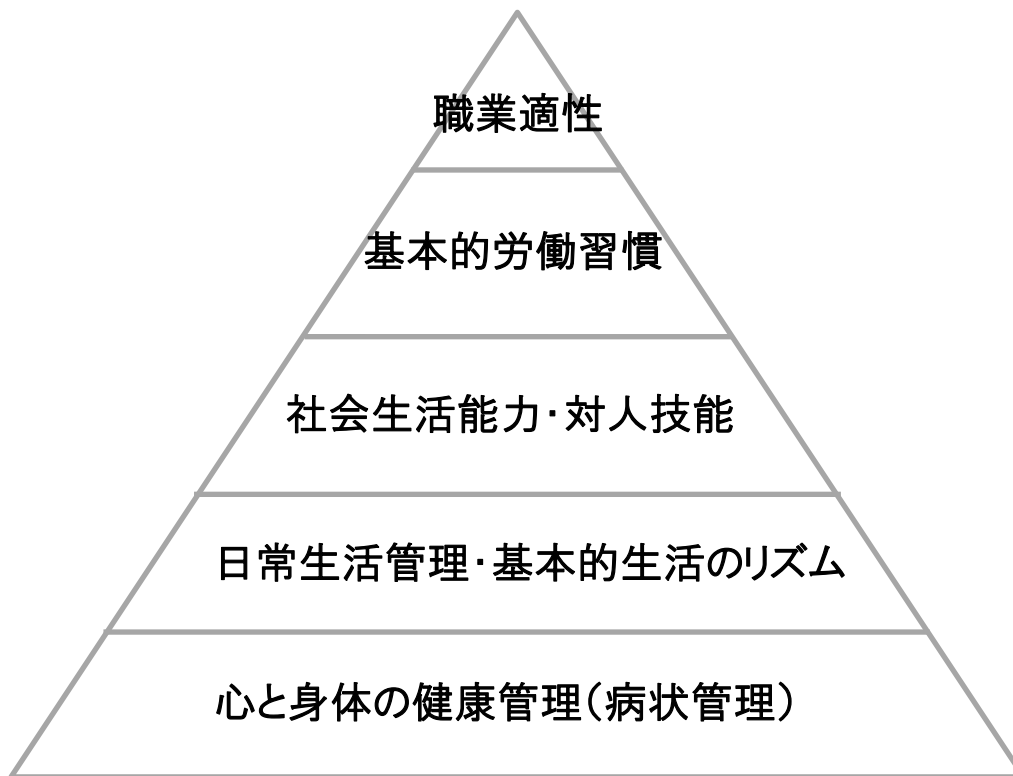 職業適性
基本的労働習慣
社会生活能力・対人技能
日常生活管理・基本的生活のリズム
心と身体の健康管理（病状管理）